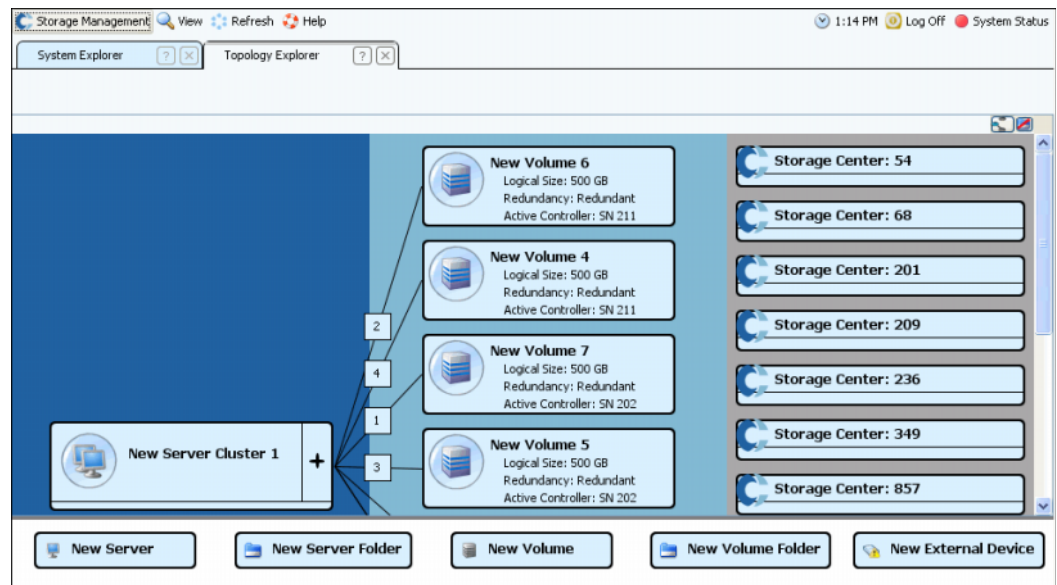 Storage Management View Refresh Help 1:14 PM Log Off System Status
System Explorer ? Topology Explorer ?
New Volume 6
Logical Size: 500 GB
Redundancy: Redundant
Active Controller: SN 211
New Volume 4
Logical Size: 500 GB
Redundancy: Redundant
Active Controller: SN 211
2
4
New Volume 7
Logical Size: 500 GB
Redundancy: Redundant
Active Controller: SN 202
1
New Server Cluster 1 +
3
New Volume 5
Logical Size: 500 GB
Redundancy: Redundant
Active Controller: SN 202
Storage Center: 54
Storage Center: 68
Storage Center: 201
Storage Center: 209
Storage Center: 236
Storage Center: 349
Storage Center: 857
New Server New Server Folder New Volume New Volume Folder New External Device